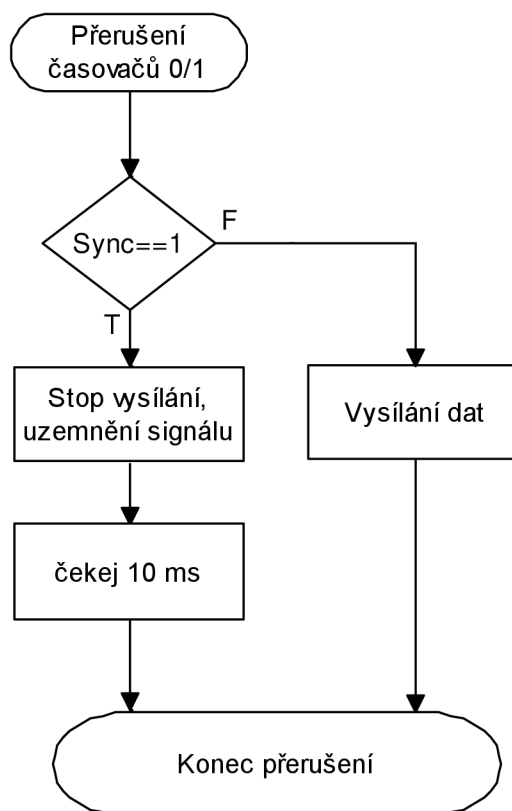 Přerušení
časovačů 0/1
Sync==1
F
T
Stop vysílání,
uzemnění signálu
Vysílání dat
čekej 10 ms
Konec přerušení